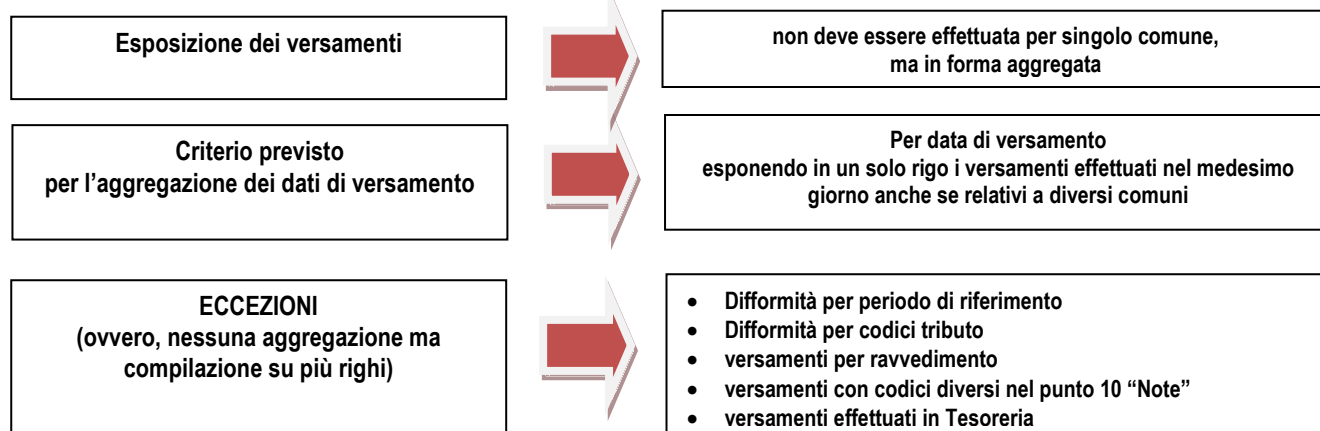 Esposizione dei versamenti
non deve essere effettuata per singolo comune,
ma in forma aggregata
Criterio previsto
per l'aggregazione dei dati di versamento
Per data di versamento
esponendo in un solo rigo i versamenti effettuati nel medesimo
giorno anche se relativi a diversi comuni
ECCEZIONI
(ovvero, nessuna aggregazione ma
compilazione su più righi)
• Difformità per periodo di riferimento
• Difformità per codici tributo
• versamenti per ravvedimento
• versamenti con codici diversi nel punto 10 “Note”
• versamenti effettuati in Tesoreria